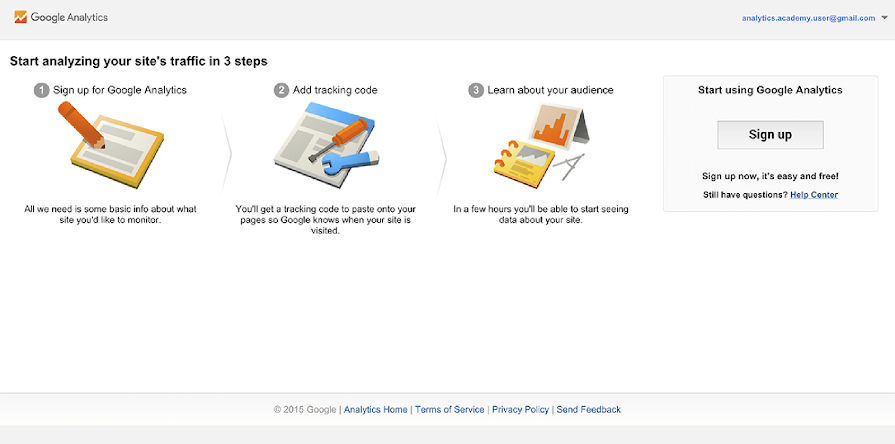 Google Analytics
analytics.academy.user@gmail.com
Start analyzing your site's traffic in 3 steps
1 Sign up for Google Analytics
All we need is some basic info about what
site you'd like to monitor.
2 Add tracking code
You'll get a tracking code to paste onto your
pages so Google knows when your site is
visited.
3 Learn about your audience
In a few hours you'll be able to start seeing
data about your site.
Start using Google Analytics
Sign up
Sign up now, it's easy and free!
Still have questions? Help Center
© 2015 Google | Analytics Home | Terms of Service | Privacy Policy | Send Feedback